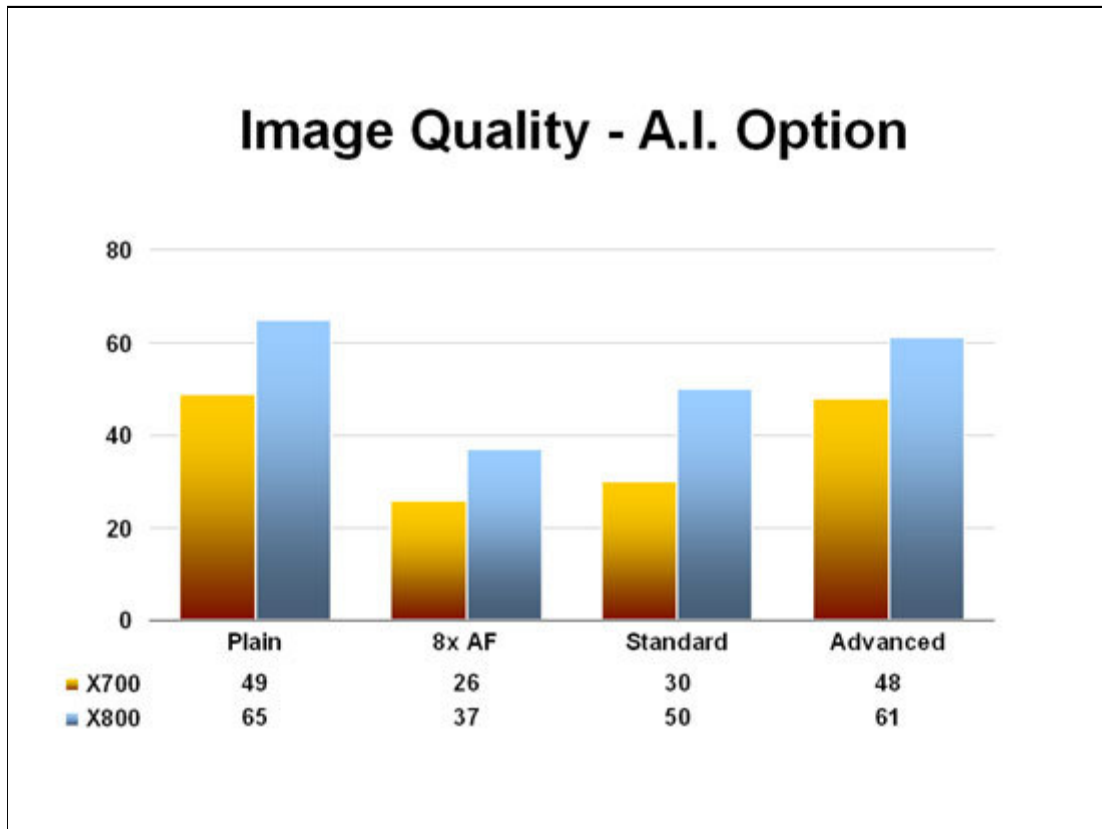 Image Quality - A.I. Option
80
60
40
20
0
Plain 8x AF Standard Advanced
X700 49 26 30 48
X800 65 37 50 61